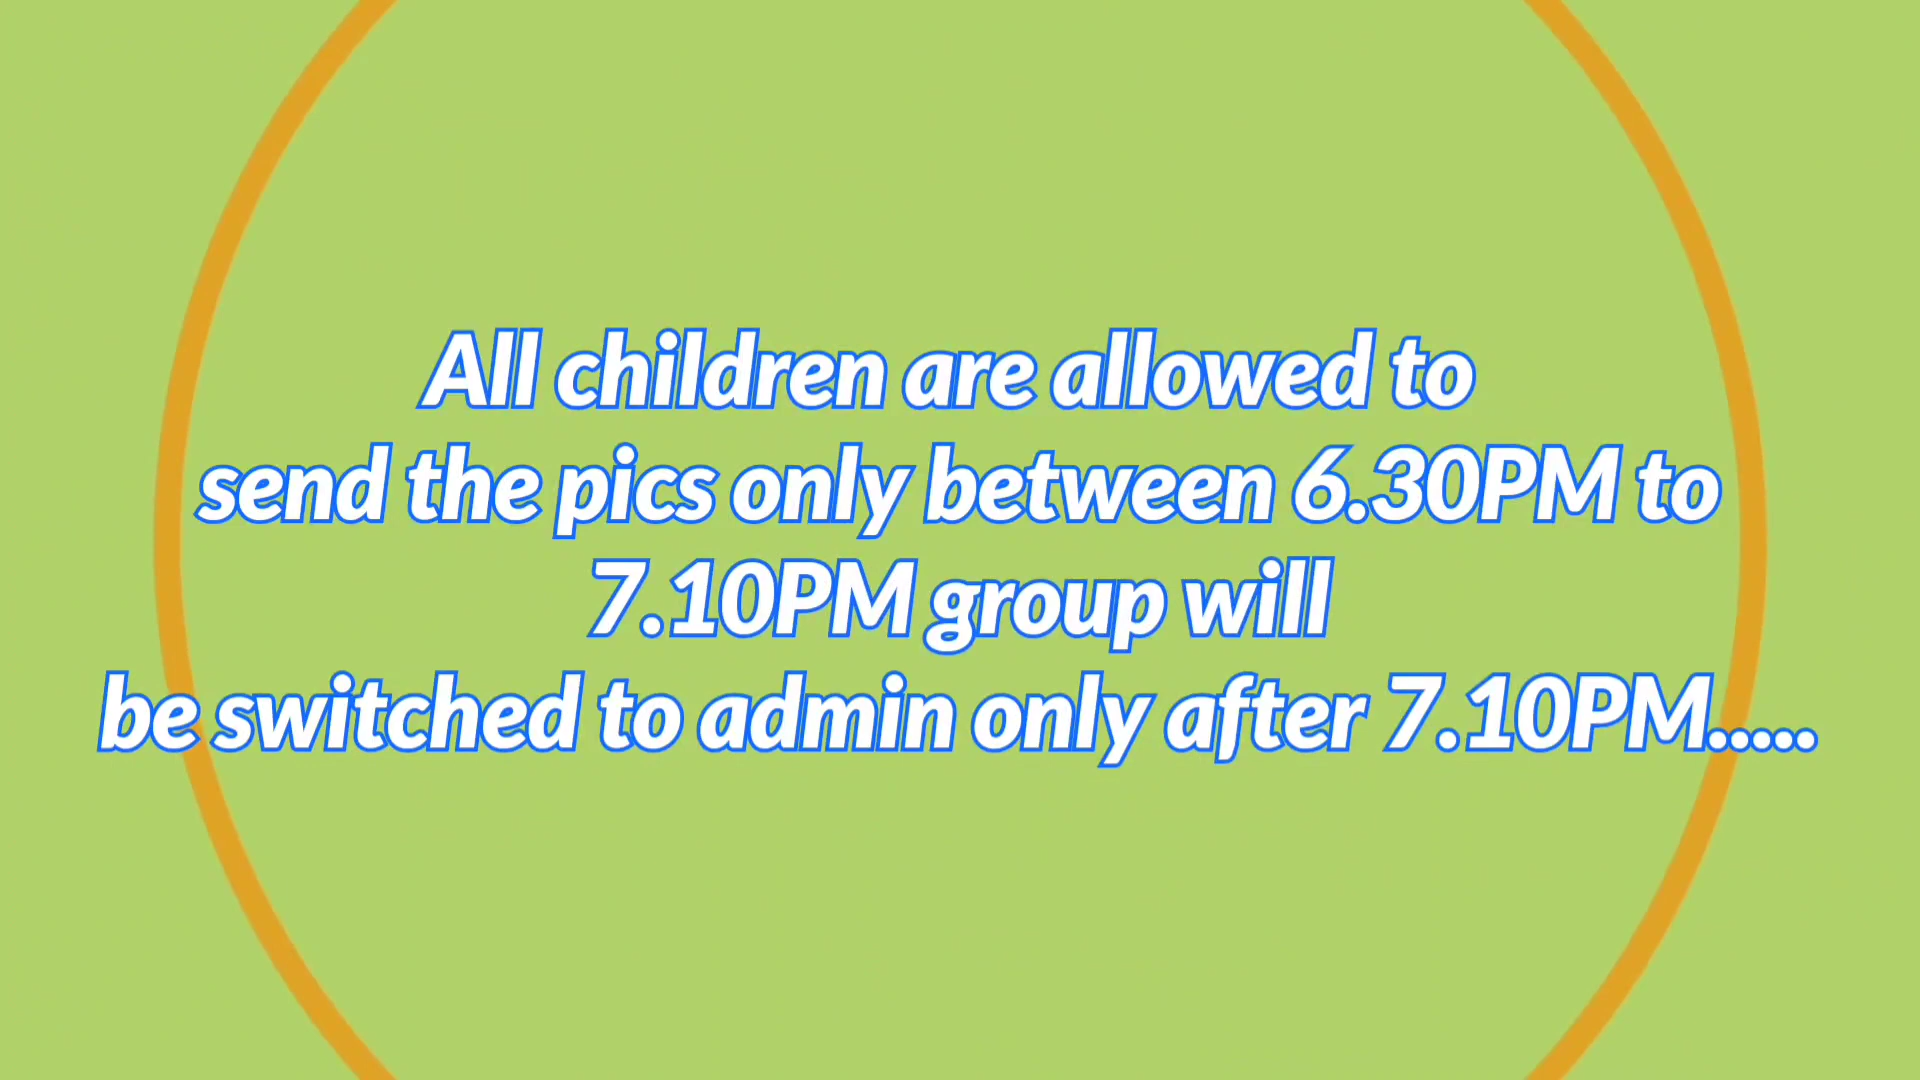 All children are allowed to
send the pics only between 6.30PM to
7.10PM group will
be switched to admin only after 7.10PM.....